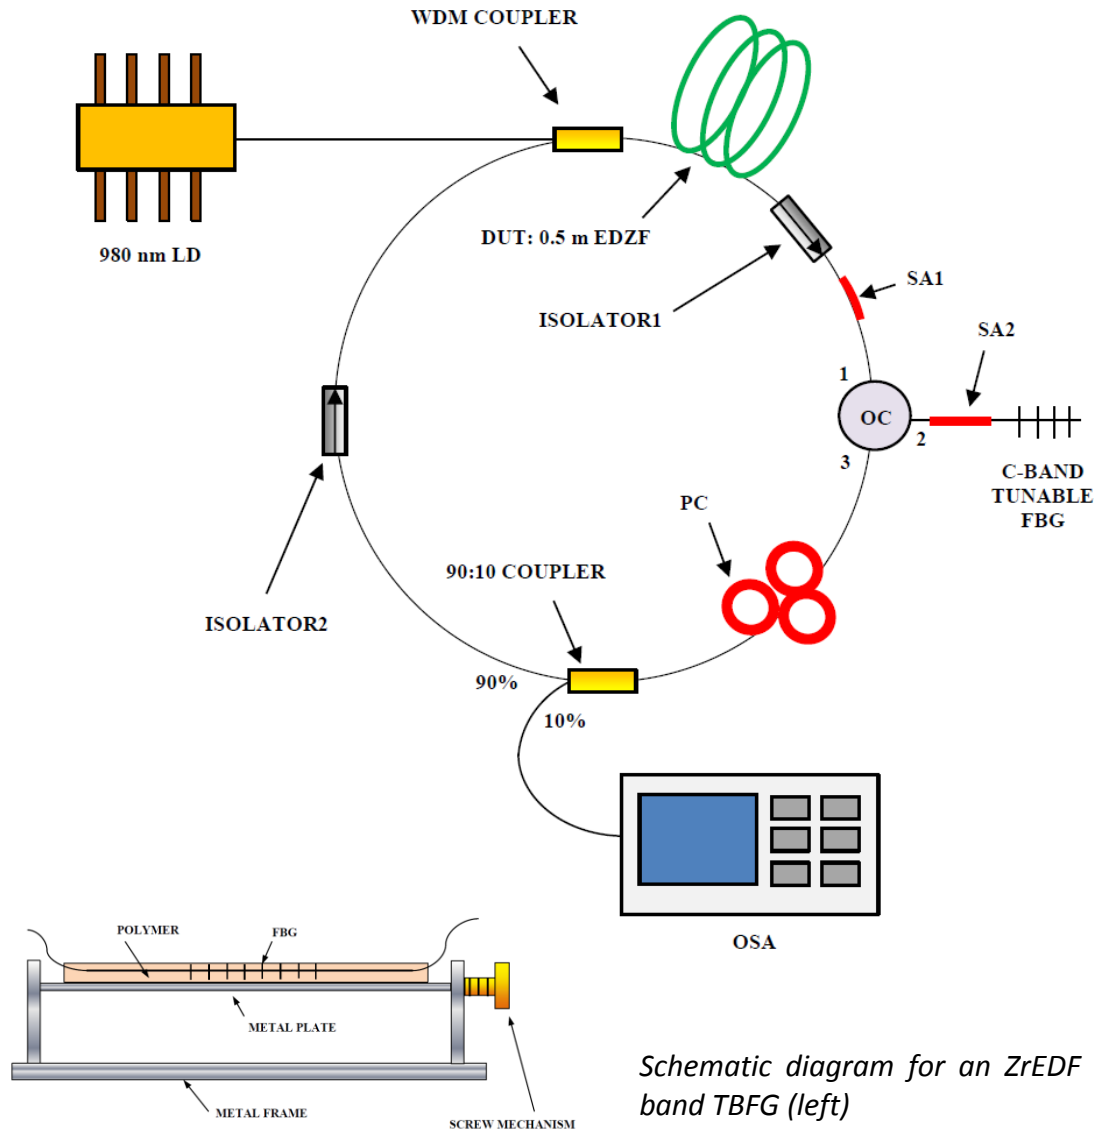 WDM COUPLER
980 nm LD
DUT: 0.5 m EDZF
ISOLATOR1
SA1
SA2
1
OC
2
3
C-BAND
TUNABLE
FBG
PC
90:10 COUPLER
ISOLATOR2
90%
10%
OSA
POLYMER
FBG
METAL PLATE
METAL FRAME
SCREW MECHANISM
Schematic diagram for an ZrEDF
band TBFG (left)